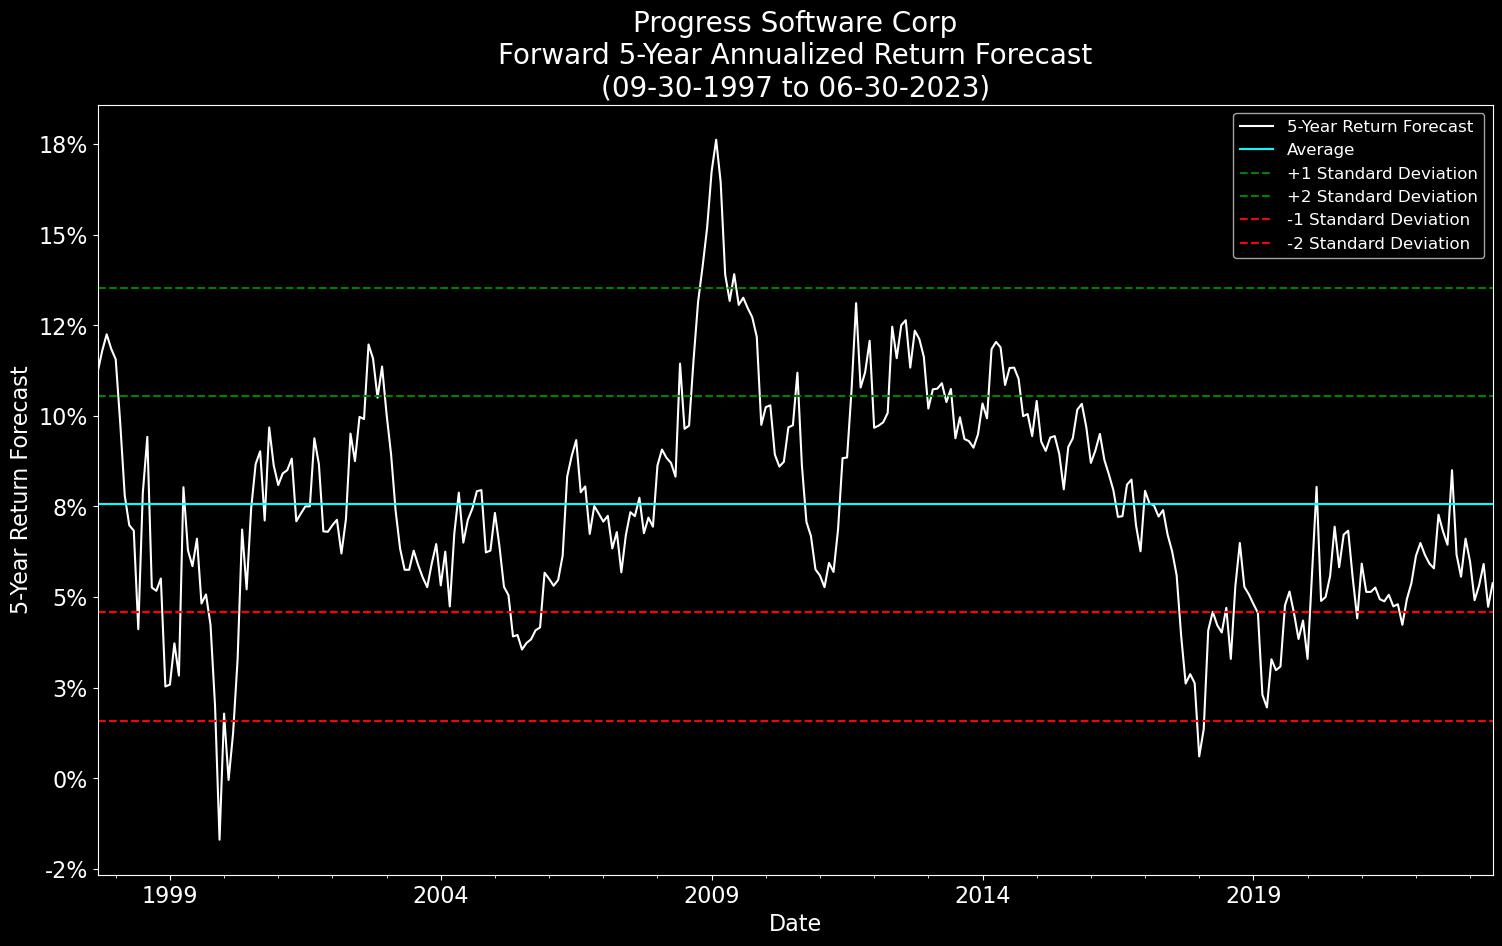 Progress Software Corp
Forward 5-Year Annualized Return Forecast
(09-30-1997 to 06-30-2023)
5-Year Return Forecast
Average
+1 Standard Deviation
+2 Standard Deviation
-1 Standard Deviation
-2 Standard Deviation
18%
15%
12%
10%
8%
5%
3%
0%
-2%
5-Year Return Forecast
1999
2004
2009
2014
2019
Date